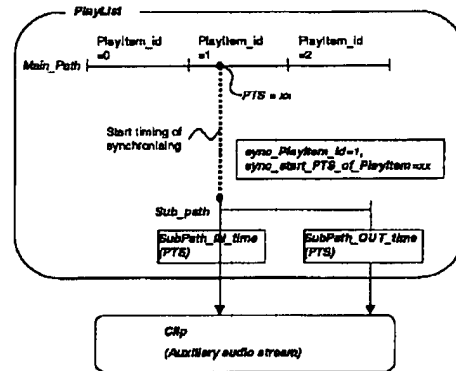 PlayList
PlayItem_id
=0
PlayItem_id
=1
PlayItem_id
=2
Main_Path
PTS = xx
Start timing of
synchronising
sync_PlayItem_id=1,
sync_start_PTS_of_PlayItem=xx
Sub_path
SubPath_IN_time
(PTS)
SubPath_OUT_time
(PTS)
Clip
(Auxiliary audio stream)